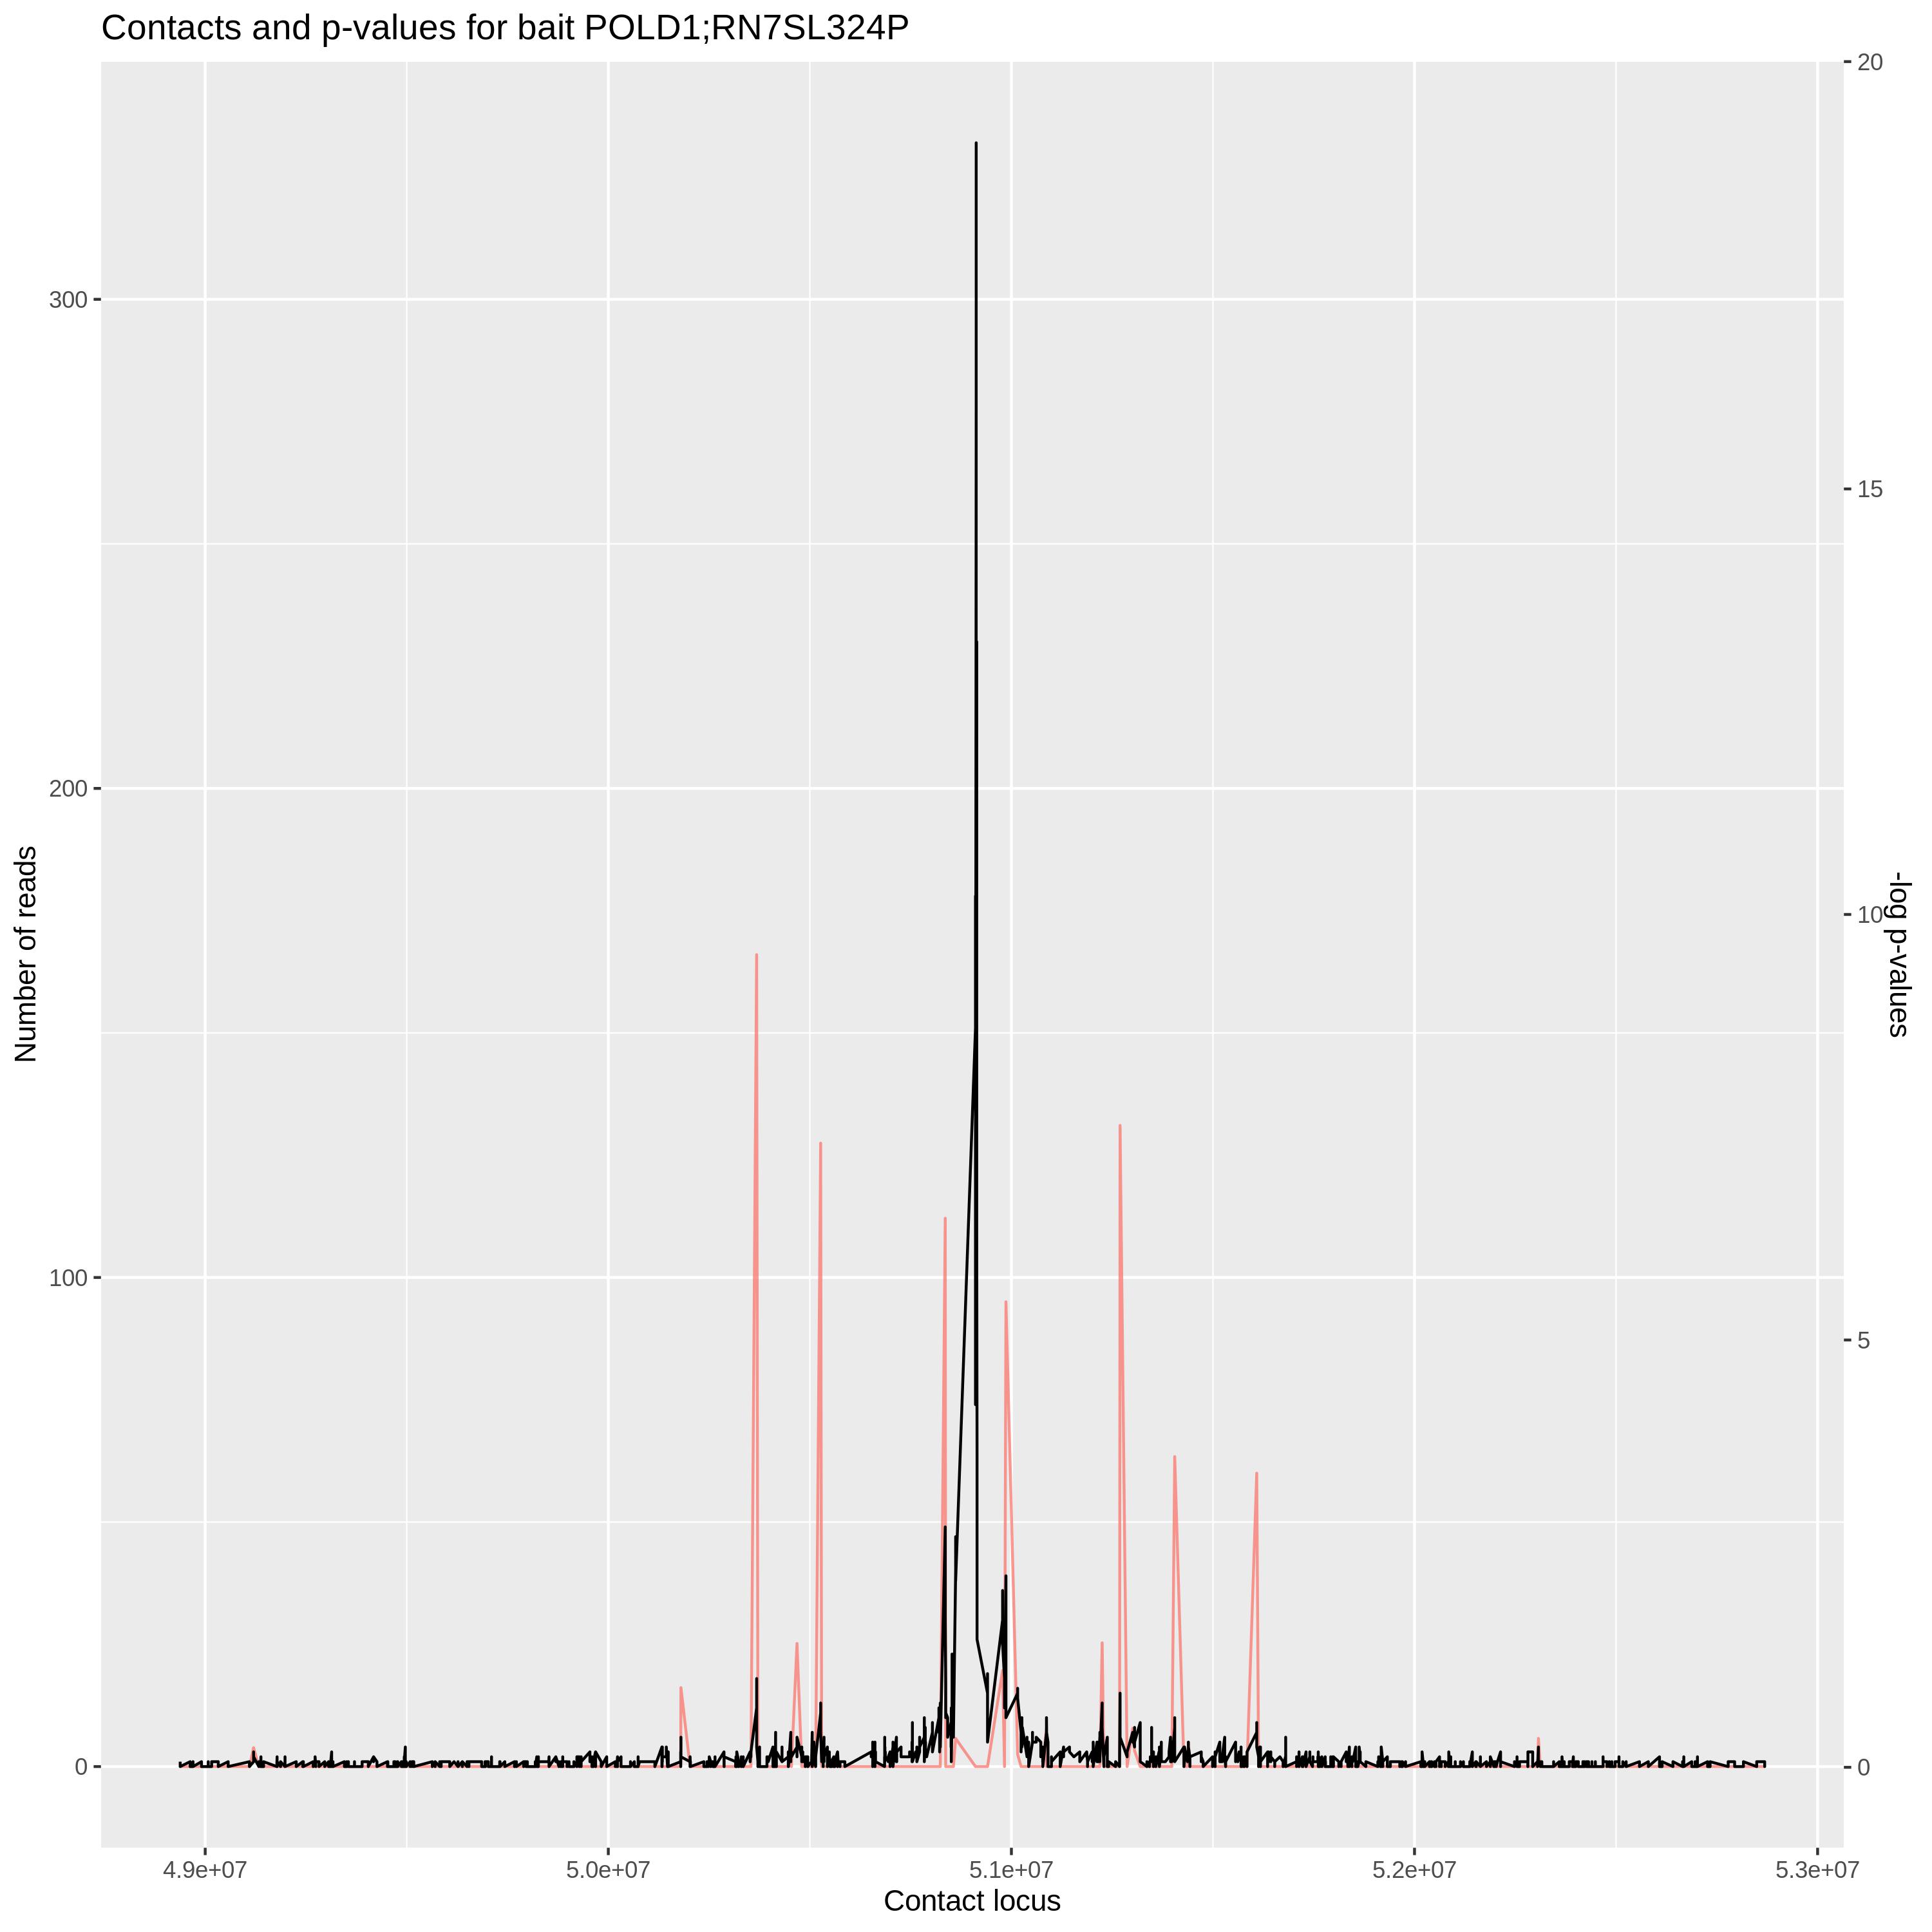 Contacts and p-values for bait POLD1;RN7SL324P
20
15
10
5
0
300
200
100
0
Number of reads
-log p-values
4.9e+07 5.0e+07 5.1e+07 5.2e+07 5.3e+07
Contact locus